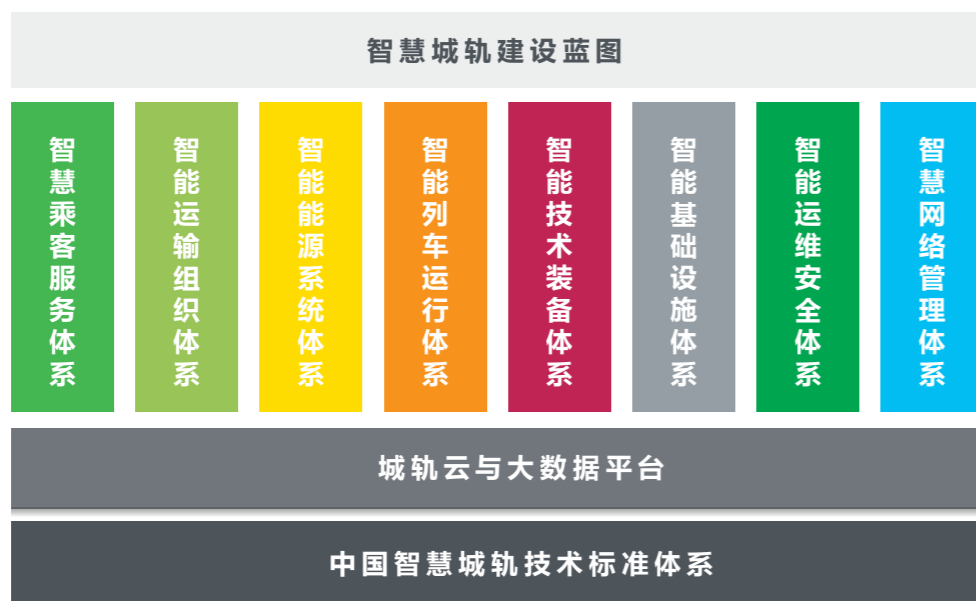 智慧城轨建设蓝图
智慧乘客服务体系
智能运输组织体系
智能能源系统体系
智能列车运行体系
智能技术装备体系
智能基础设施体系
智能运维安全体系
智慧网络管理体系
城轨云与大数据平台
中国智慧城轨技术标准体系